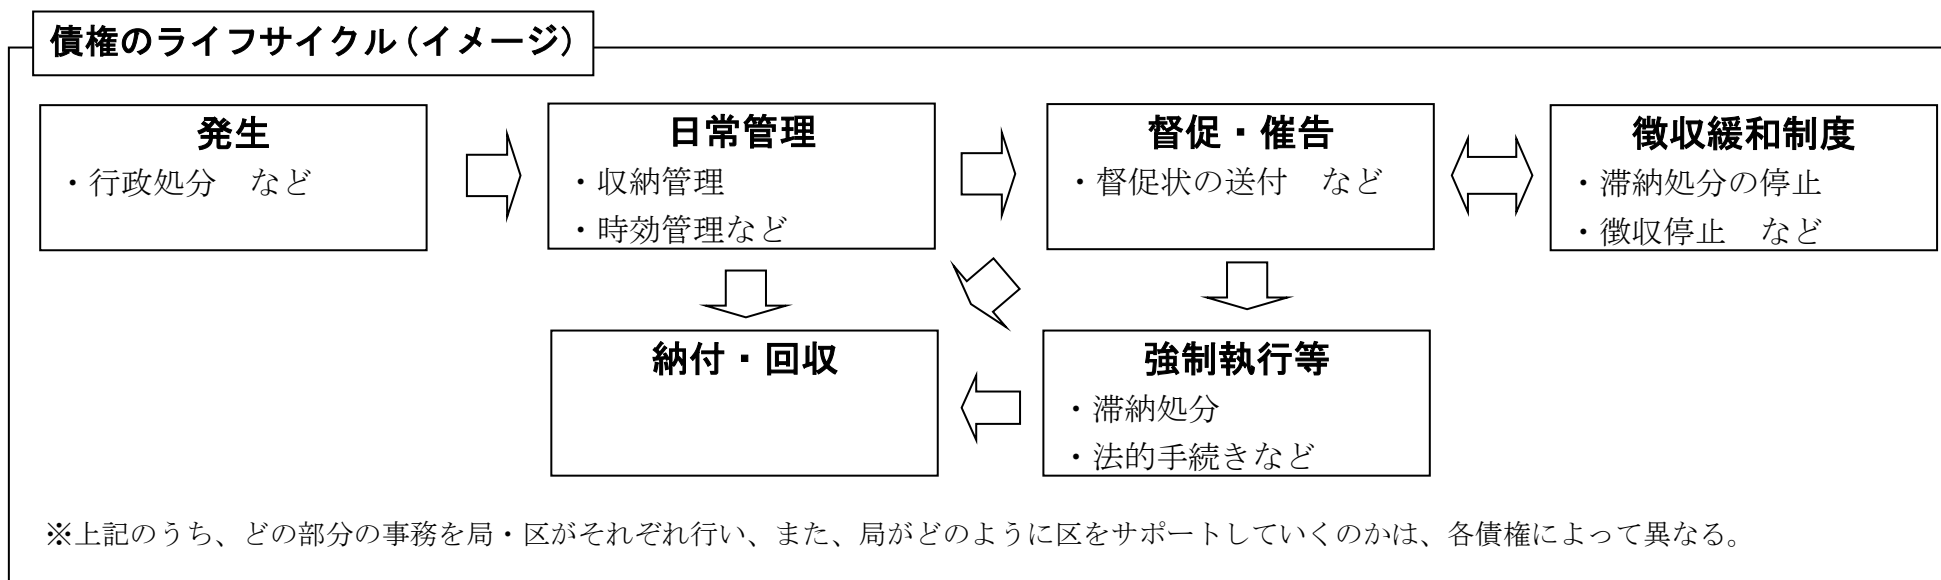 債権のライフサイクル（イメージ）
発生
・行政処分　など
日常管理
・収納管理
・時効管理など
督促・催告
・督促状の送付　など
徴収緩和制度
・滞納処分の停止
・徴収停止　など
納付・回収
強制執行等
・滞納処分
・法的手続きなど
※上記のうち、どの部分の事務を局・区がそれぞれ行い、また、局がどのように区をサポートしていくのかは、各債権によって異なる。